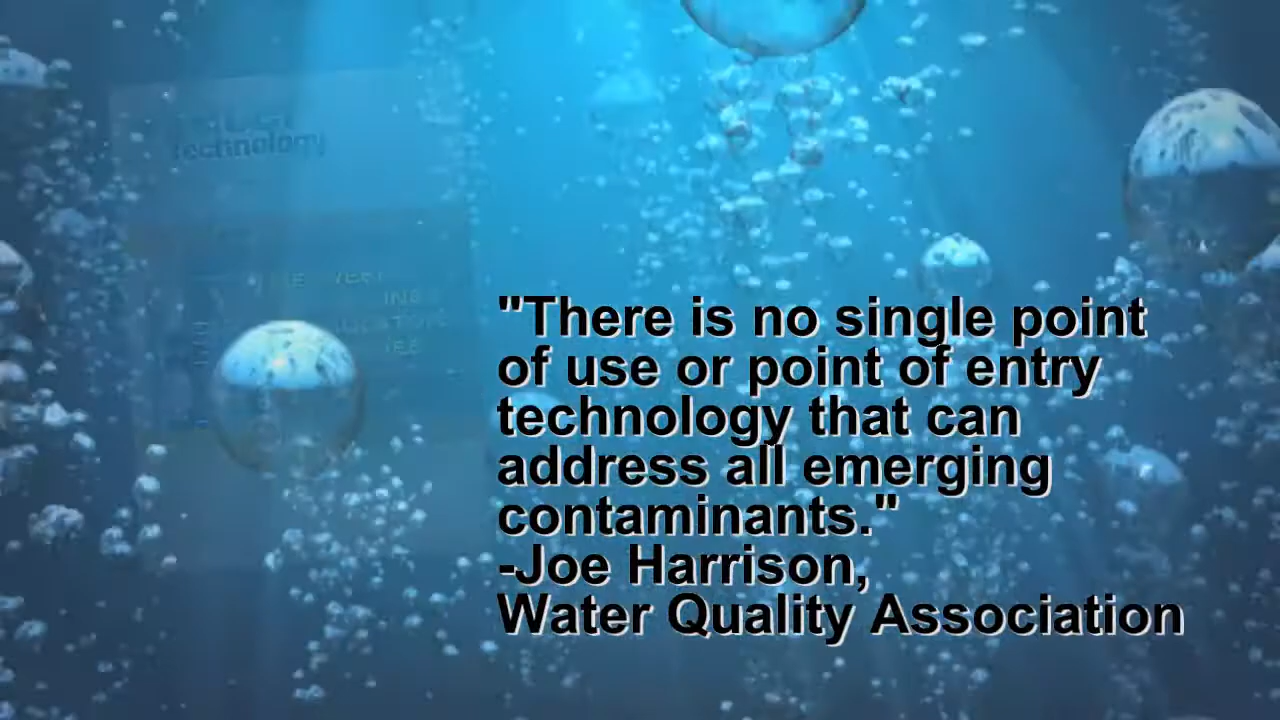 technology
"There is no single point
of use or point of entry
technology that can
address all emerging
contaminants."
-Joe Harrison,
Water Quality Association